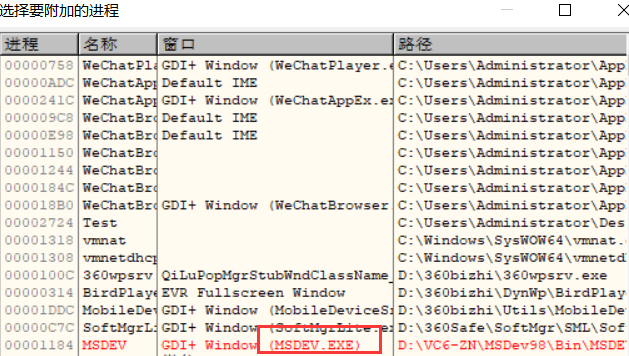 选择要附加的进程
进程 名称 窗口 路径
00000758 WeChatPla GDI+ Window (WeChatPlayer.e C:\Users\Administrator\App
00000ADC WeChatApp Default IME C:\Users\Administrator\App
0000241C WeChatApp GDI+ Window (WeChatAppEx.ex C:\Users\Administrator\App
000009C8 WeChatBro Default IME C:\Users\Administrator\App
00000E98 WeChatBro Default IME C:\Users\Administrator\App
00001150 WeChatBro C:\Users\Administrator\App
00001244 WeChatBro C:\Users\Administrator\App
0000184C WeChatBro C:\Users\Administrator\App
000018B0 WeChatBro GDI+ Window (WeChatBrowser C:\Users\Administrator\App
00002724 Test C:\Users\Administrator\Des
00001318 vmnat C:\Windows\SysWOW64\vmnat.
00001308 vmnetdhcp C:\Windows\SysWOW64\vmnetd
0000100C 360wpsrv QiLuPopMgrStubWndClassName_ D:\360bizhi\360wpsrv.exe
00000314 BirdPlaye EVR Fullscreen Window D:\360bizhi\DynWp\BirdPlay
00001DDC MobileDev GDI+ Window (MobileDeviceSr D:\360bizhi\Utils\MobileDe
00000C7C SoftMgrLi GDI+ Window (SoftMgrLite.ex D:\360Safe\SoftMgr\SML\Sof
00001184 MSDEV GDI+ Window (MSDEV.EXE) D:\VC6-ZN\MSDev98\Bin\MSDE